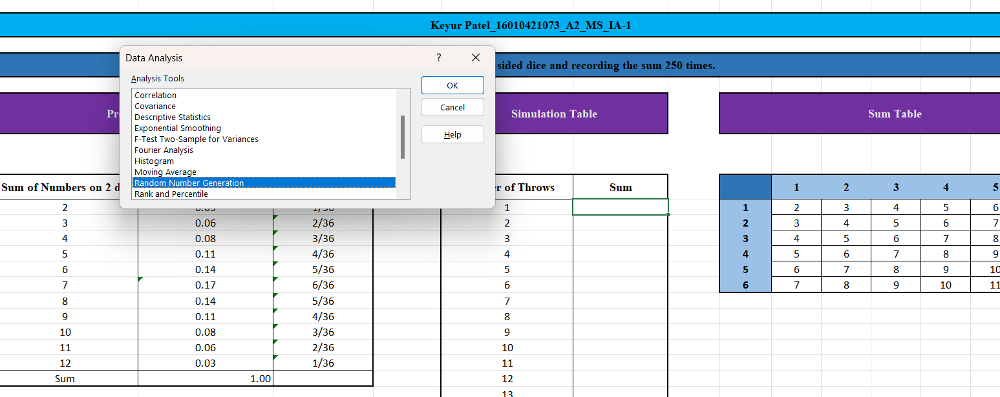 Keyur Patel_16010421073_A2_MS_IA-1
-sided dice and recording the sum 250 times.
Data Analysis ?
Analysis Tools
Correlation
Covariance
Descriptive Statistics
Exponential Smoothing
F-Test Two-Sample for Variances
Fourier Analysis
Histogram
Moving Average
Random Number Generation
Rank and Percentile
OK
Cancel
Help
Simulation Table
Sum Table
Sum of Numbers on 2 d
of Throws Sum
1 2 3 4 5
2 1
3 0.06 2/36 2
4 0.08 3/36 3
5 0.11 4/36 4
6 0.14 5/36 5
7 0.17 6/36 6
8 0.14 5/36 7
9 0.11 4/36 8
10 0.08 3/36 9
11 0.06 2/36 10
12 0.03 1/36 11
Sum 1.00 12
13
1 2 3 4 5 6
2 3 4 5 6 7
3 4 5 6 7 8
4 5 6 7 8 9
5 6 7 8 9 10
6 7 8 9 10 11